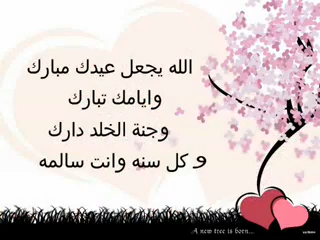 الله يجعل عيدك مبارك
وايامك تبارك
وجنة الخلد دارك
و كل سنه وانت سالمه
A new tree is born...